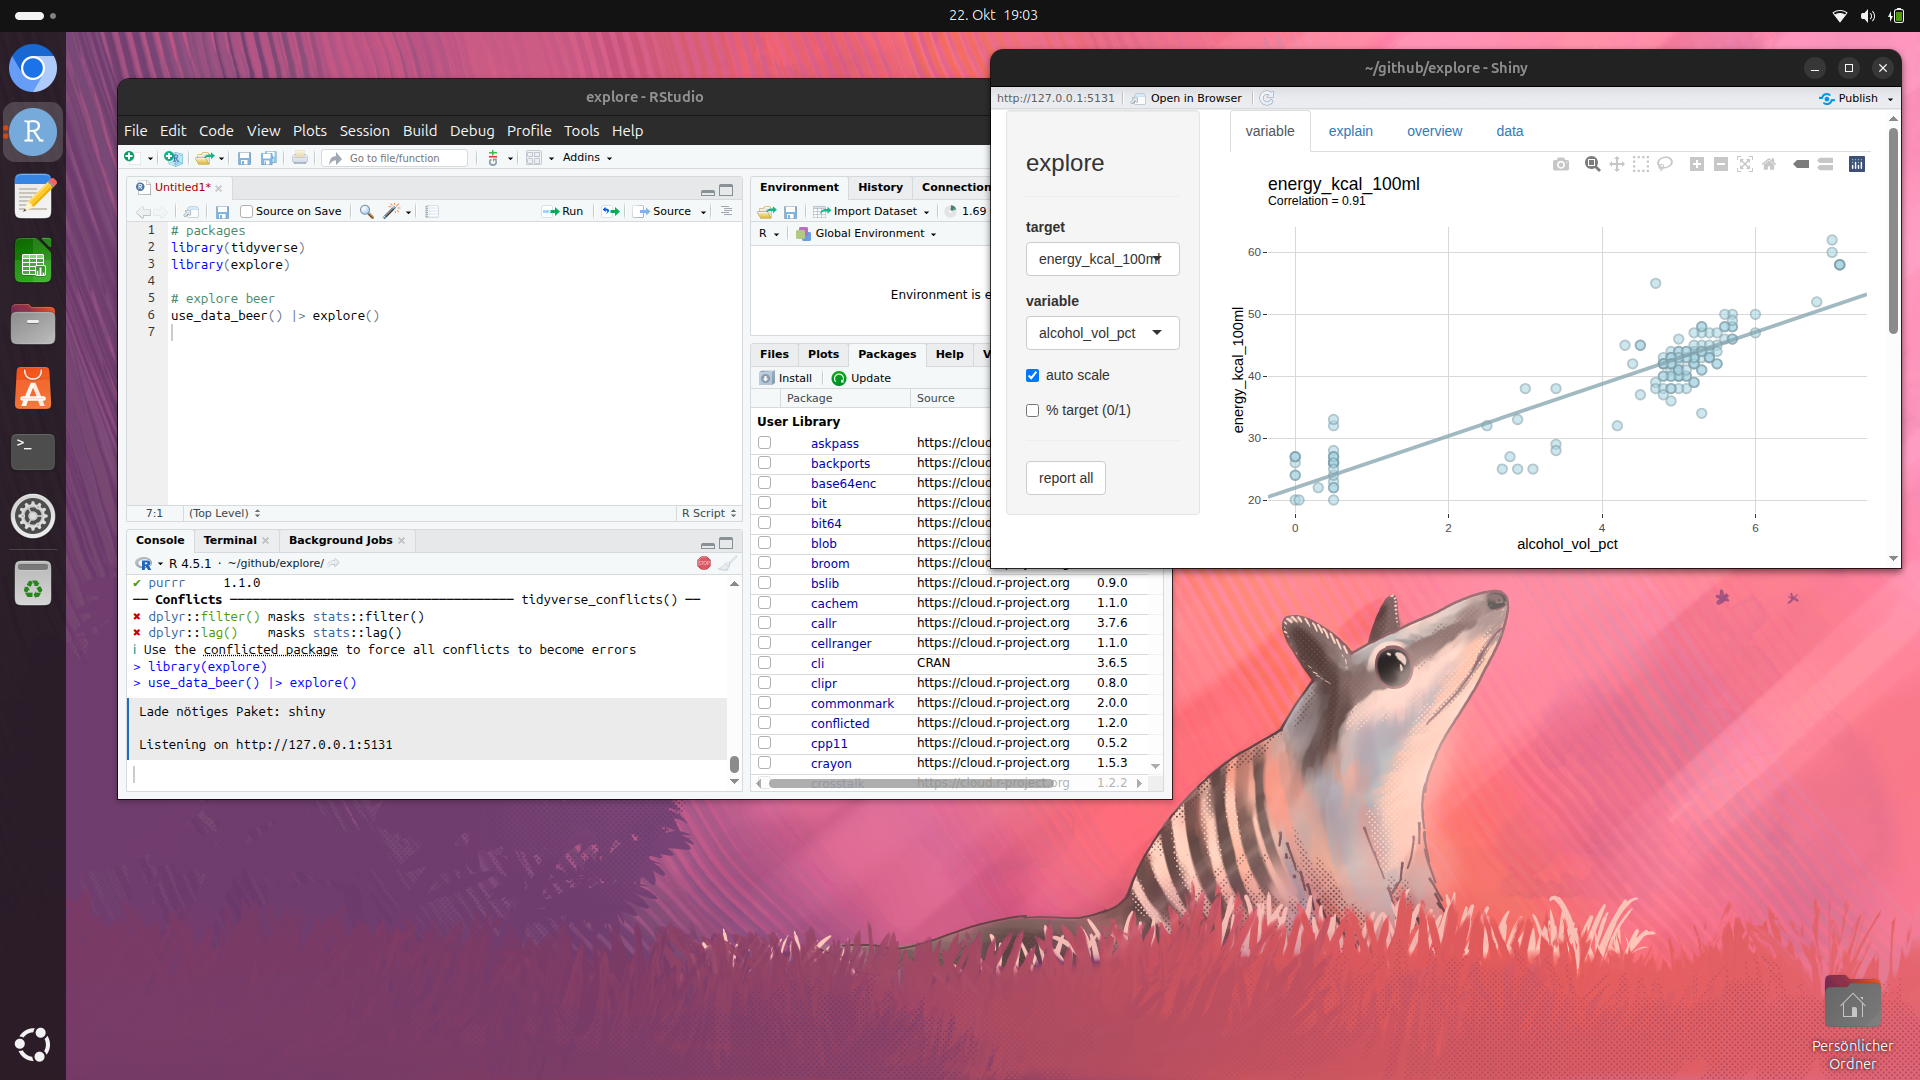 22. Okt 19:03
explore - RStudio
File Edit Code View Plots Session Build Debug Profile Tools Help
Go to file/function
Addins
Untitled1*
Source on Save
Run
Source
1 # packages
2 library(tidyverse)
3 library(explore)
4
5 # explore beer
6 use_data_beer() |> explore()
7
7:1 (Top Level) R Script
Console Terminal Background Jobs
R 4.5.1 · ~/github/explore/
✔ purrr 1.1.0
── Conflicts ────────────────────────────────────── tidyverse_conflicts() ──
✖ dplyr::filter() masks stats::filter()
✖ dplyr::lag() masks stats::lag()
ℹ Use the conflicted package to force all conflicts to become errors
> library(explore)
> use_data_beer() |> explore()
Lade nötiges Paket: shiny
Listening on http://127.0.0.1:5131
Environment History Connection
Import Dataset 1.69
R Global Environment
Environment is e
Files Plots Packages Help V
Install Update
Package Source
User Library
askpass https://cloud.
backports https://cloud.
base64enc https://cloud.
bit https://cloud.
bit64 https://cloud.
blob https://cloud.
broom https://cloud.r-project.org
bslib https://cloud.r-project.org 0.9.0
cachem https://cloud.r-project.org 1.1.0
callr https://cloud.r-project.org 3.7.6
cellranger https://cloud.r-project.org 1.1.0
cli CRAN 3.6.5
clipr https://cloud.r-project.org 0.8.0
commonmark https://cloud.r-project.org 2.0.0
conflicted https://cloud.r-project.org 1.2.0
cpp11 https://cloud.r-project.org 0.5.2
crayon https://cloud.r-project.org 1.5.3
crosstalk https://cloud.r-project.org 1.2.2
~/github/explore - Shiny
http://127.0.0.1:5131 Open in Browser Publish
explore
target
energy_kcal_100ml
variable
alcohol_vol_pct
auto scale
% target (0/1)
report all
variable explain overview data
energy_kcal_100ml
Correlation = 0.91
energy_kcal_100ml
60
50
40
30
20
0 2 4 6
alcohol_vol_pct
Persönlicher
Ordner